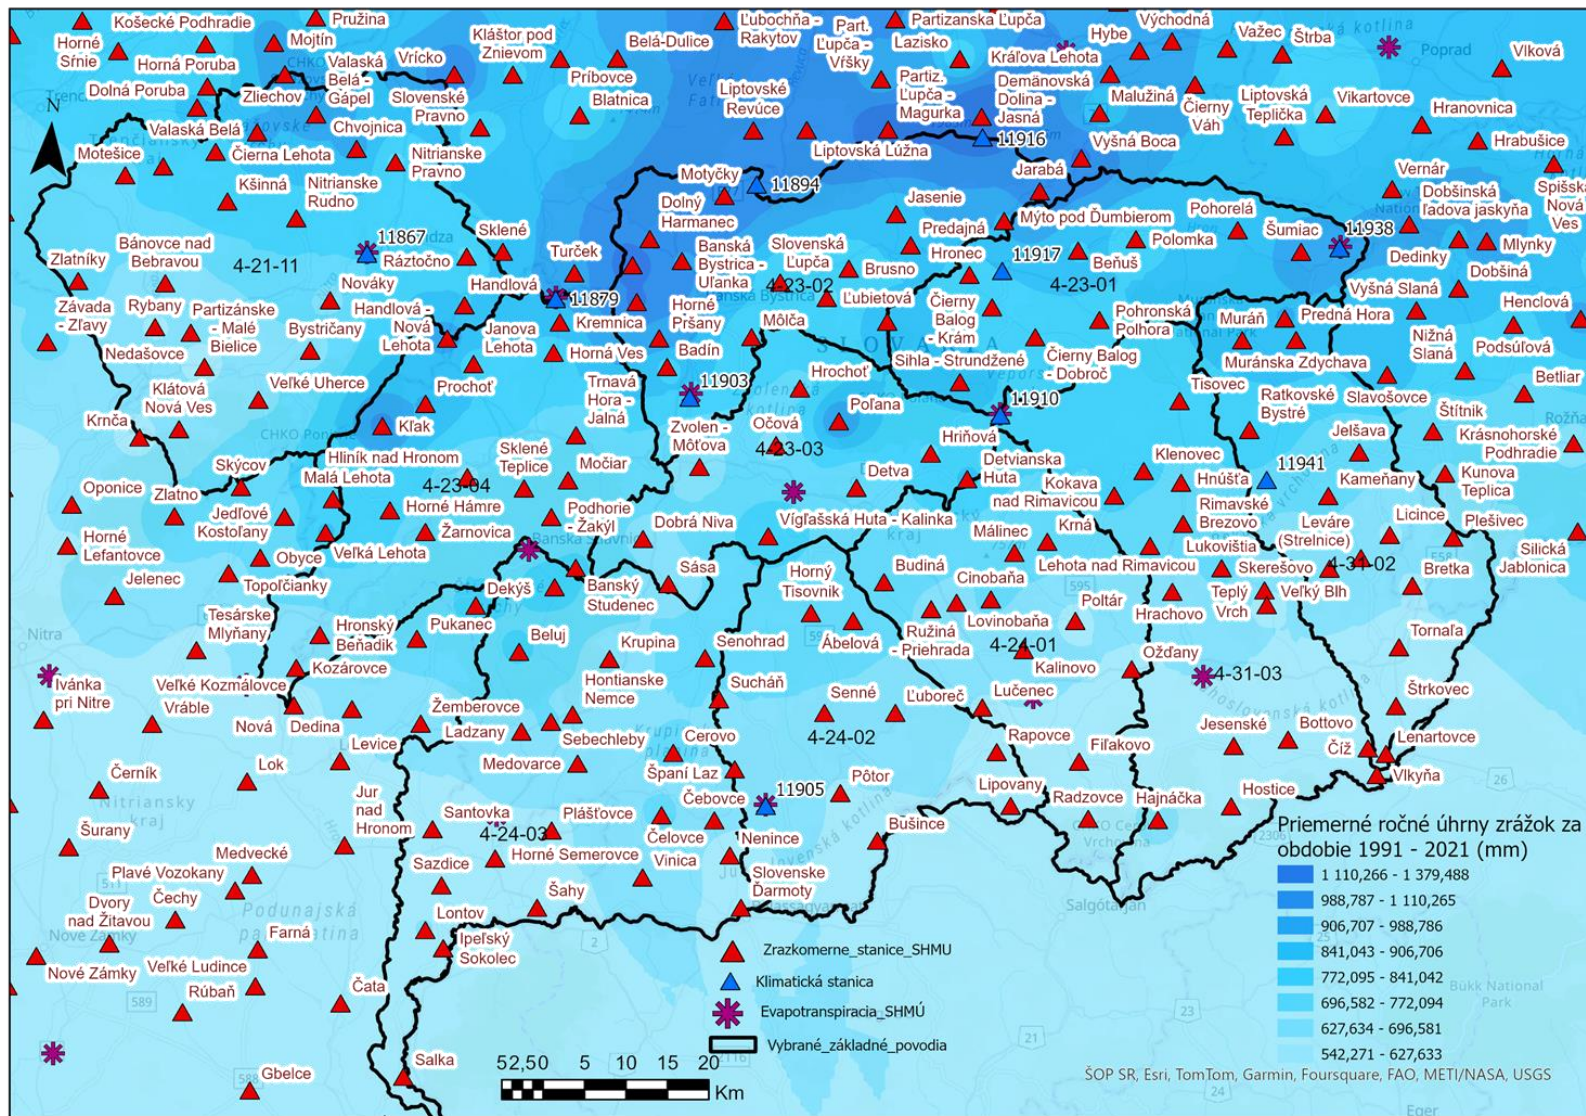 Košecké Podhradie
Pružina
Ľubochňa -
Rakytov
Part.
Ľupča -
Vŕšky
Partizanska Ľupča
Lazisko
Východná
Hybe
Važec
Štrba
Poprad
Vlková
Horné
Sŕnie
Mojtín
Horná Poruba
Valaská
Belá -
Gápel
Vrícko
Kláštor pod
Znievom
Belá-Dulice
Príbovce
Blatnica
Kráľova Lehota
Demänovská
Dolina -
Jasná
Malužiná
Čierny
Váh
Liptovská
Teplička
Vikartovce
Hranovnica
Hrabušice
Dolná Poruba
Zliechov
Slovenské
Pravno
Liptovské
Revúce
Partiz.
Ľupča -
Magurka
N
Valaská Belá
Chvojnica
Motešice
Čierna Lehota
Nitrianske
Pravno
Liptovská Lúžna
11916
Vyšná Boca
Jarabá
Vernár
Dobšinská
ľadova jaskyňa
Spišská
Nová
Ves
Kšinná
Nitrianske
Rudno
Motyčky
11894
Dolný
Harmanec
Jasenie
Mýto pod Ďumbierom
Pohorelá
Šumiac
11938
Mlynky
Dedinky
Dobšiná
Zlatníky
Bánovce nad
Bebravou
11867
Ráztočno
4-21-11
Sklené
Turček
Banská
Bystrica -
Uľanka
Slovenská
Ľupča
Predajná
Hronec
Brusno
4-23-02
11917
Beňuš
Polomka
4-23-01
Závada
- Zľavy
Rybany
Partizánske
- Malé
Bielice
Nováky
Handlová
Handlová -
Nová
Lehota
11879
Kremnica
Horné
Pršany
Ľubietová
Čierny
Balog
- Krám
Pohronská
Polhora
Muráň
Predná Hora
Vyšná Slaná
Henclová
Nedašovce
Bystričany
Janova
Lehota
Horná Ves
Badín
Môlča
SLOVAKIA
Sihla - Strundžené
Čierny Balog
- Dobroč
Muránska Zdychava
Nižná
Slaná
Podsúľová
Klátová
Nová Ves
Veľké Uherce
Prochoť
Trnavá
Hora -
Jalná
11903
Hrochoť
11910
Tisovec
Ratkovské
Bystré
Slavošovce
Betliar
Krnča
Kľak
Poľana
Zvolen -
Môťova
Očová
4-23-03
Hriňová
Jelšava
Štítnik
Krásnohorské
Podhradie
Skýcov
Hliník nad Hronom
Malá Lehota
Sklené
Teplice
4-23-04
Močiar
Detva
Detvianska
Huta
Klenovec
11941
Hnúšťa
Kameňany
Kunova
Teplica
Oponice
Zlatno
Jedľové
Kostoľany
Horné Hámre
Žarnovica
Podhorie
- Žakýl
Dobrá Niva
Vígľašská Huta - Kalinka
Kokava
nad Rimavicou
Málinec
Krná
Rimavské
Brezovo
Lukovištia
Leváre
(Strelnice)
Licince
Plešivec
Horné
Lefantovce
Obyce
Veľká Lehota
Banska Stiavnic
Sása
Horný
Tisovnik
Budiná
Cinobaňa
Lehota nad Rimavicou
Skerešovo
4-31-02
Silická
Jablonica
Jelenec
Topoľčianky
Dekýš
Banský
Studenec
Hrachovo
Teplý
Vrch
Veľký Blh
Bretka
Nitra
Tesárske
Mlyňany
Hronský
Beňadik
Pukanec
Beluj
Krupina
Senohrad
Ábelová
Ružiná
- Priehrada
Lovinobaňa
4-24-01
Poltár
Kalinovo
Ožďany
Tornaľa
Ivánka
pri Nitre
Kozárovce
Veľké Kozmálovce
Hontianske
Nemce
Sucháň
Senné
Ľuboreč
Lučenec
4-31-03
Štrkovec
Vráble
Nová
Dedina
Žemberovce
Ladzany
Sebechleby
Cerovo
4-24-02
Rapovce
Fiľakovo
Jesenské
Bottovo
Číž
Lenartovce
Levice
Medovarce
Španí Laz
Vlkyňa
Černík
Lok
Jur
nad
Hronom
Santovka
4-24-03
Plášťovce
Čebovce
11905
Pôtor
Lipovany
Radzovce
Hajnáčka
Hostice
Nitriansky
kraj
Čelovce
Nenince
Bušince
Šurany
Medvecké
Sazdice
Horné Semerovce
Vinica
Slovenske
Ďarmoty
Plavé Vozokany
Šahy
Dvory
nad Žitavou
Čechy
Podunajská
Salgótarján
Lontov
Nové Zámky
Farná
Ipeľský
Sokolec
Nové Zámky
Veľké Ludince
Rúbaň
Čata
Gbelce
Salka
Priemerné ročné úhrny zrážok za
obdobie 1991 - 2021 (mm)
1 110,266 - 1 379,488
988,787 - 1 110,265
906,707 - 988,786
841,043 - 906,706
772,095 - 841,042
696,582 - 772,094
627,634 - 696,581
542,271 - 627,633
Zrazkomerne_stanice_SHMU
Klimatická stanica
Evapotranspiracia_SHMÚ
Vybrané_základné_povodia
52,50 5 10 15 20
Km
Bükk National
Park
Eger
ŠOP SR, Esri, TomTom, Garmin, Foursquare, FAO, METI/NASA, USGS